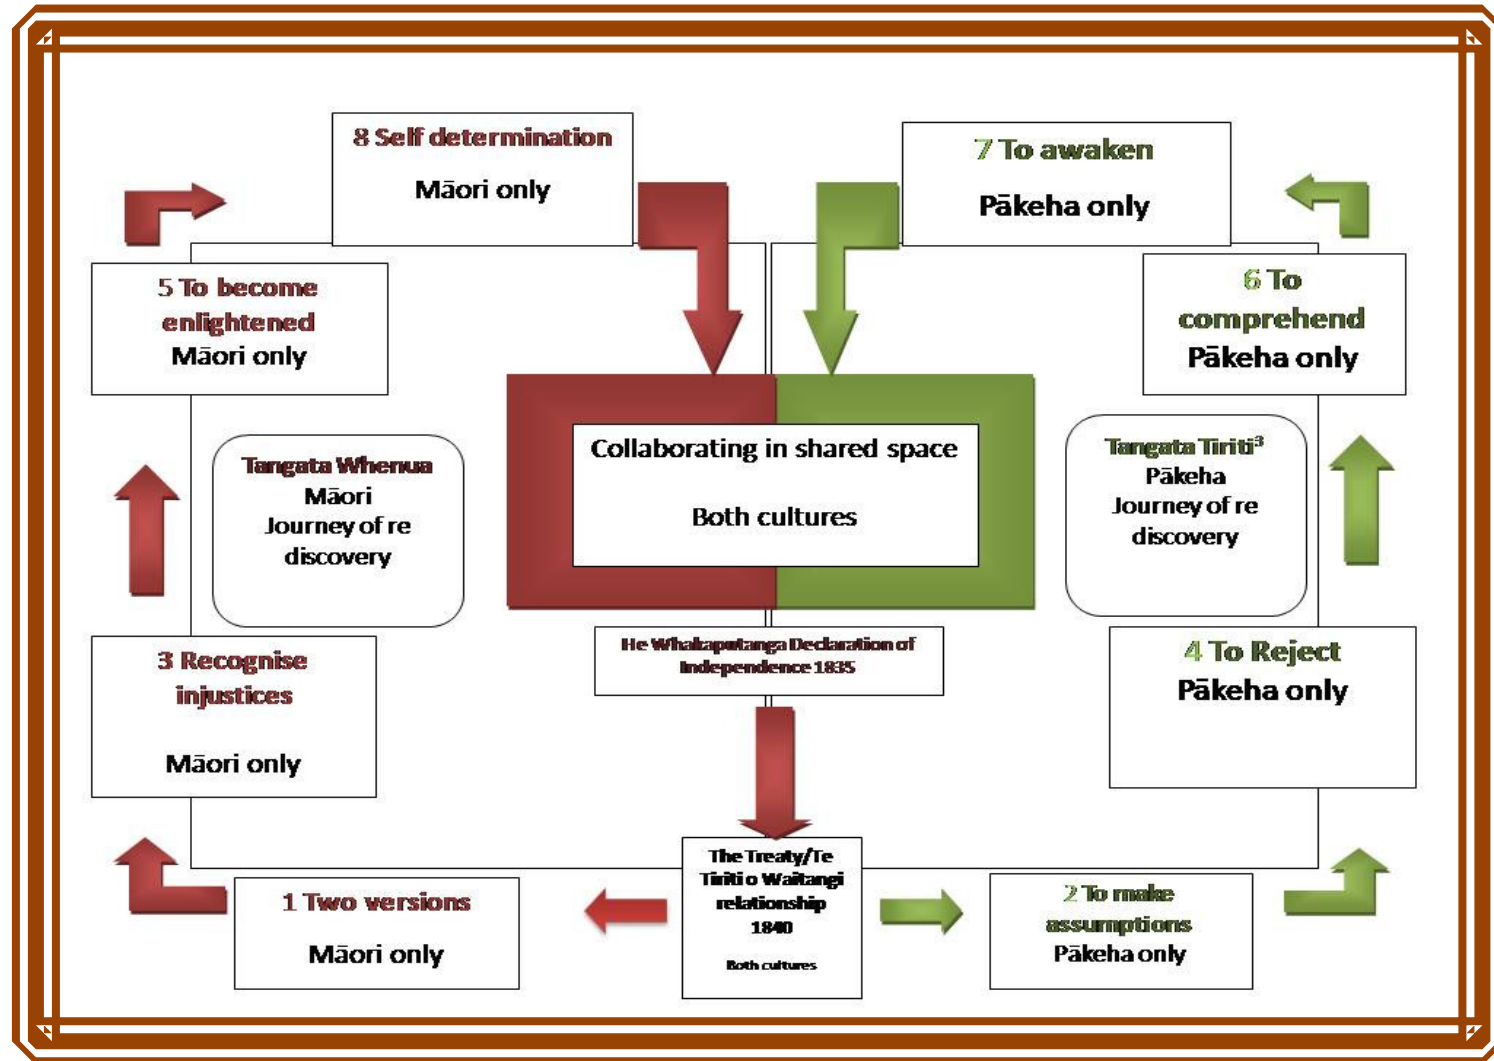 8 Self determination
Māori only
7 To awaken
Pākeha only
5 To become
enlightened
Māori only
6 To
comprehend
Pākeha only
Collaborating in shared space
Both cultures
Tangata Whenua
Māori
Journey of re
discovery
Tangata Tiriti³
Pākeha
Journey of re
discovery
He Whakaputanga Declaration of
Independence 1835
3 Recognise
injustices
Māori only
4 To Reject
Pākeha only
The Treaty/Te
Tiriti o Waitangi
relationship
1840
Both cultures
1 Two versions
Māori only
2 To make
assumptions
Pākeha only